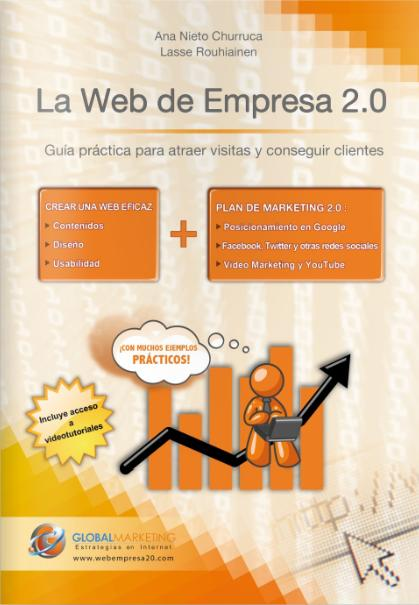 Ana Nieto Churruca
Lasse Rouhiainen
La Web de Empresa 2.0
Guía práctica para atraer visitas y conseguir clientes
CREAR UNA WEB EFICAZ
Contenidos
Diseño
Usabilidad
+
PLAN DE MARKETING 2.0 :
Posicionamiento en Google
Facebook, Twitter y otras redes sociales
Video Marketing y YouTube
¡CON MUCHOS EJEMPLOS
PRÁCTICOS!
Incluye acceso
a
videotutoriales
GLOBALMARKETING
Estrategias en Internet
www.webempresa20.com